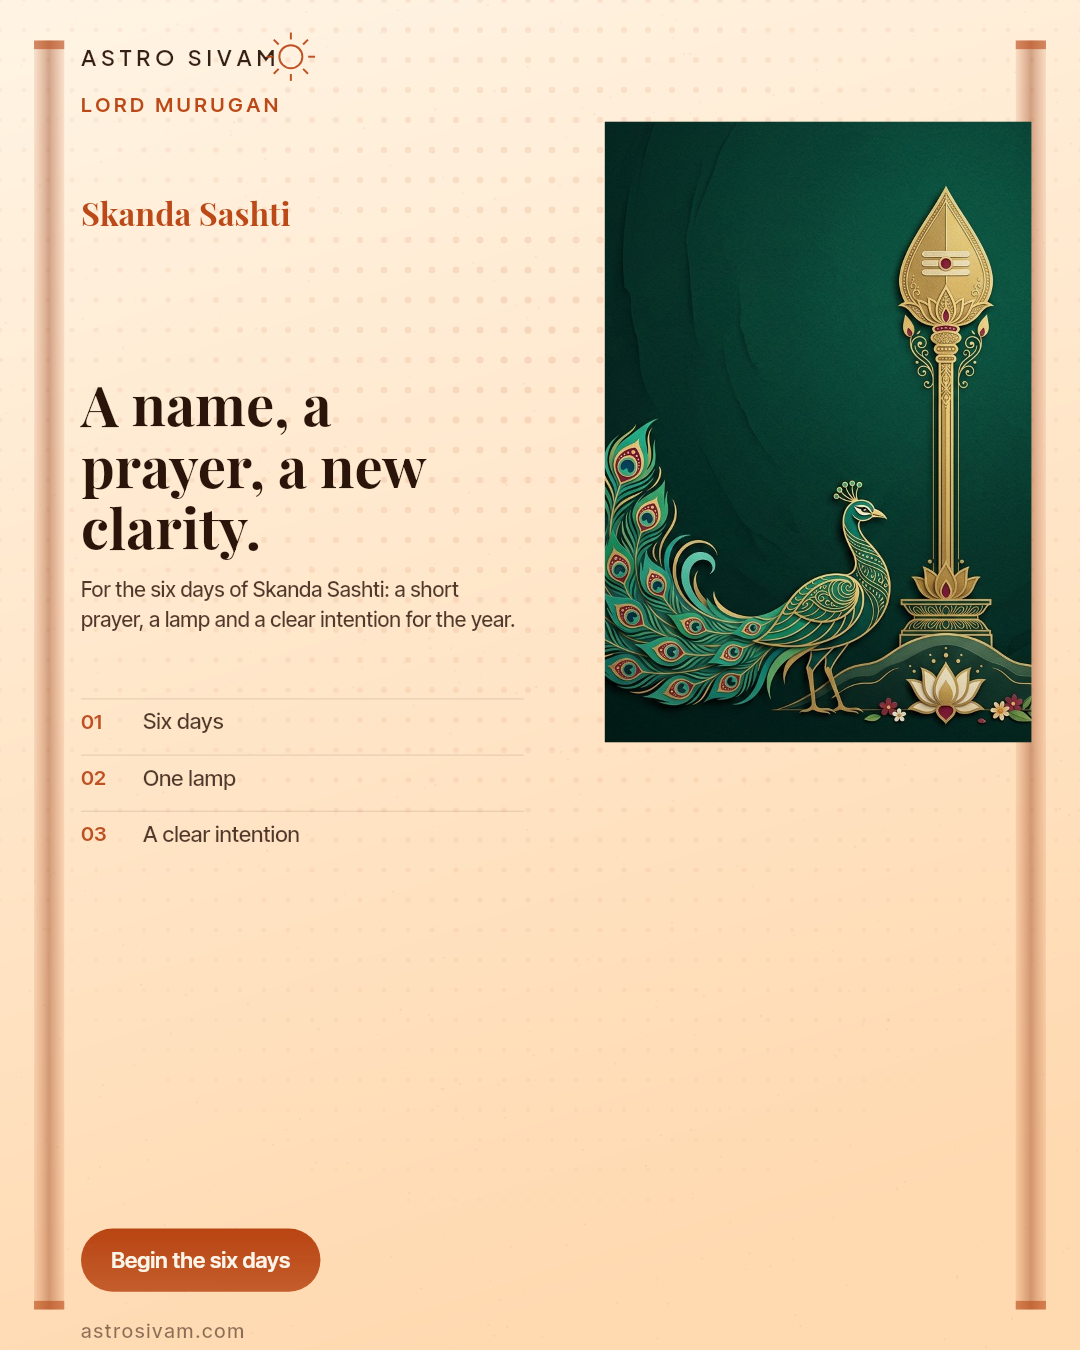 ASTRO SIVAM
LORD MURUGAN
Skanda Sashti
A name, a
prayer, a new
clarity.
For the six days of Skanda Sashti: a short
prayer, a lamp and a clear intention for the year.
01 Six days
02 One lamp
03 A clear intention
Begin the six days
astrosivam.com